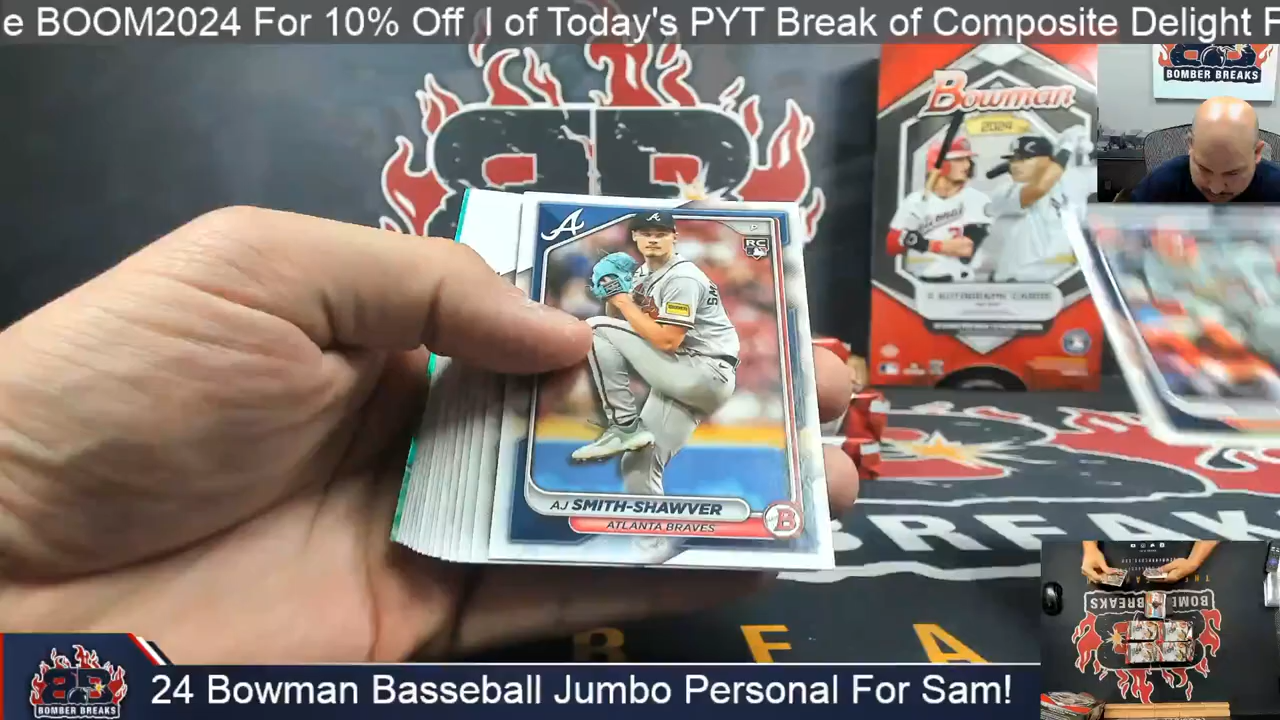 e BOOM2024 For 10% Off I of Today's PYT Break of Composite Delight F
BOMBER BREAKS
Bowman
2024
RC
AJ SMITH-SHAWVER
ATLANTA BRAVES
B
BREAK
F A
BREAKS
BOMBER BREAKS
24 Bowman Basseball Jumbo Personal For Sam!